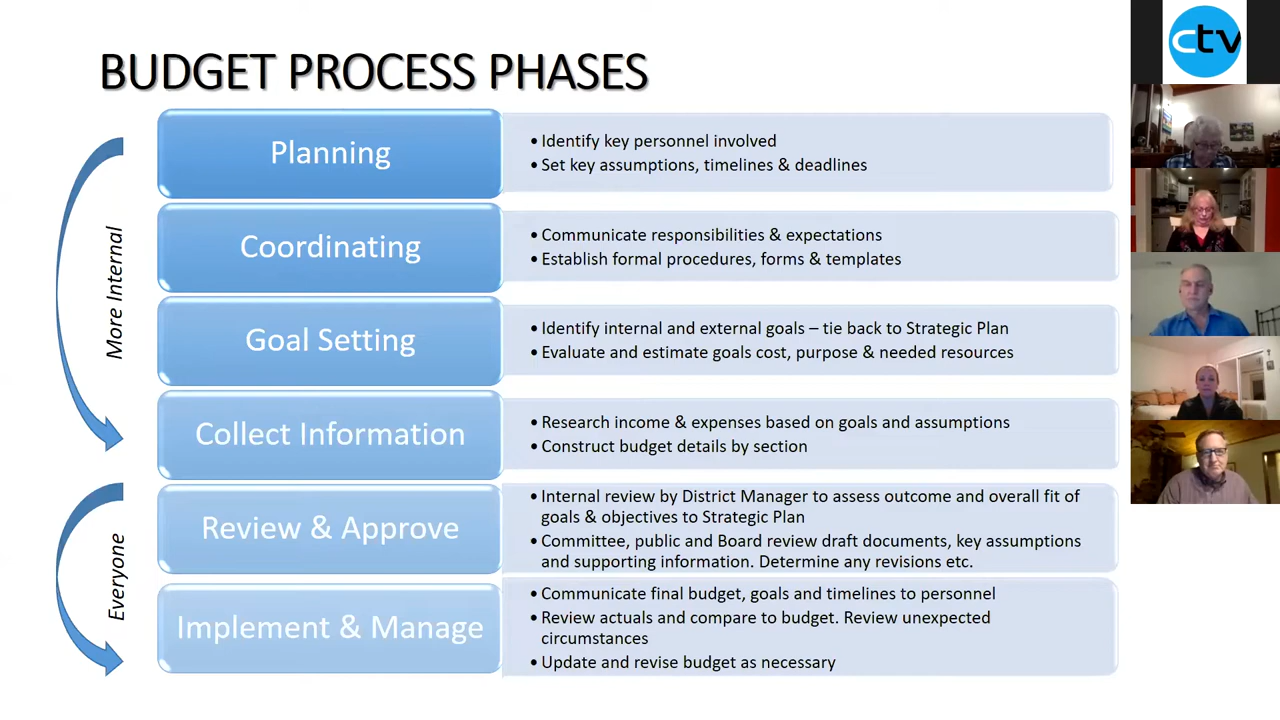 BUDGET PROCESS PHASES
More Internal
Everyone
Planning
• Identify key personnel involved
• Set key assumptions, timelines & deadlines
Coordinating
• Communicate responsibilities & expectations
• Establish formal procedures, forms & templates
Goal Setting
• Identify internal and external goals – tie back to Strategic Plan
• Evaluate and estimate goals cost, purpose & needed resources
Collect Information
• Research income & expenses based on goals and assumptions
• Construct budget details by section
Review & Approve
• Internal review by District Manager to assess outcome and overall fit of
goals & objectives to Strategic Plan
• Committee, public and Board review draft documents, key assumptions
and supporting information. Determine any revisions etc.
Implement & Manage
• Communicate final budget, goals and timelines to personnel
• Review actuals and compare to budget. Review unexpected
circumstances
• Update and revise budget as necessary
ctv